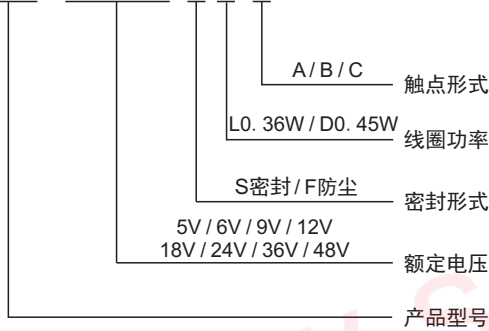 A / B / C
触点形式
L0. 36W / D0. 45W
线圈功率
S密封 / F防尘
密封形式
5V / 6V / 9V / 12V
18V / 24V / 36V / 48V
额定电压
产品型号